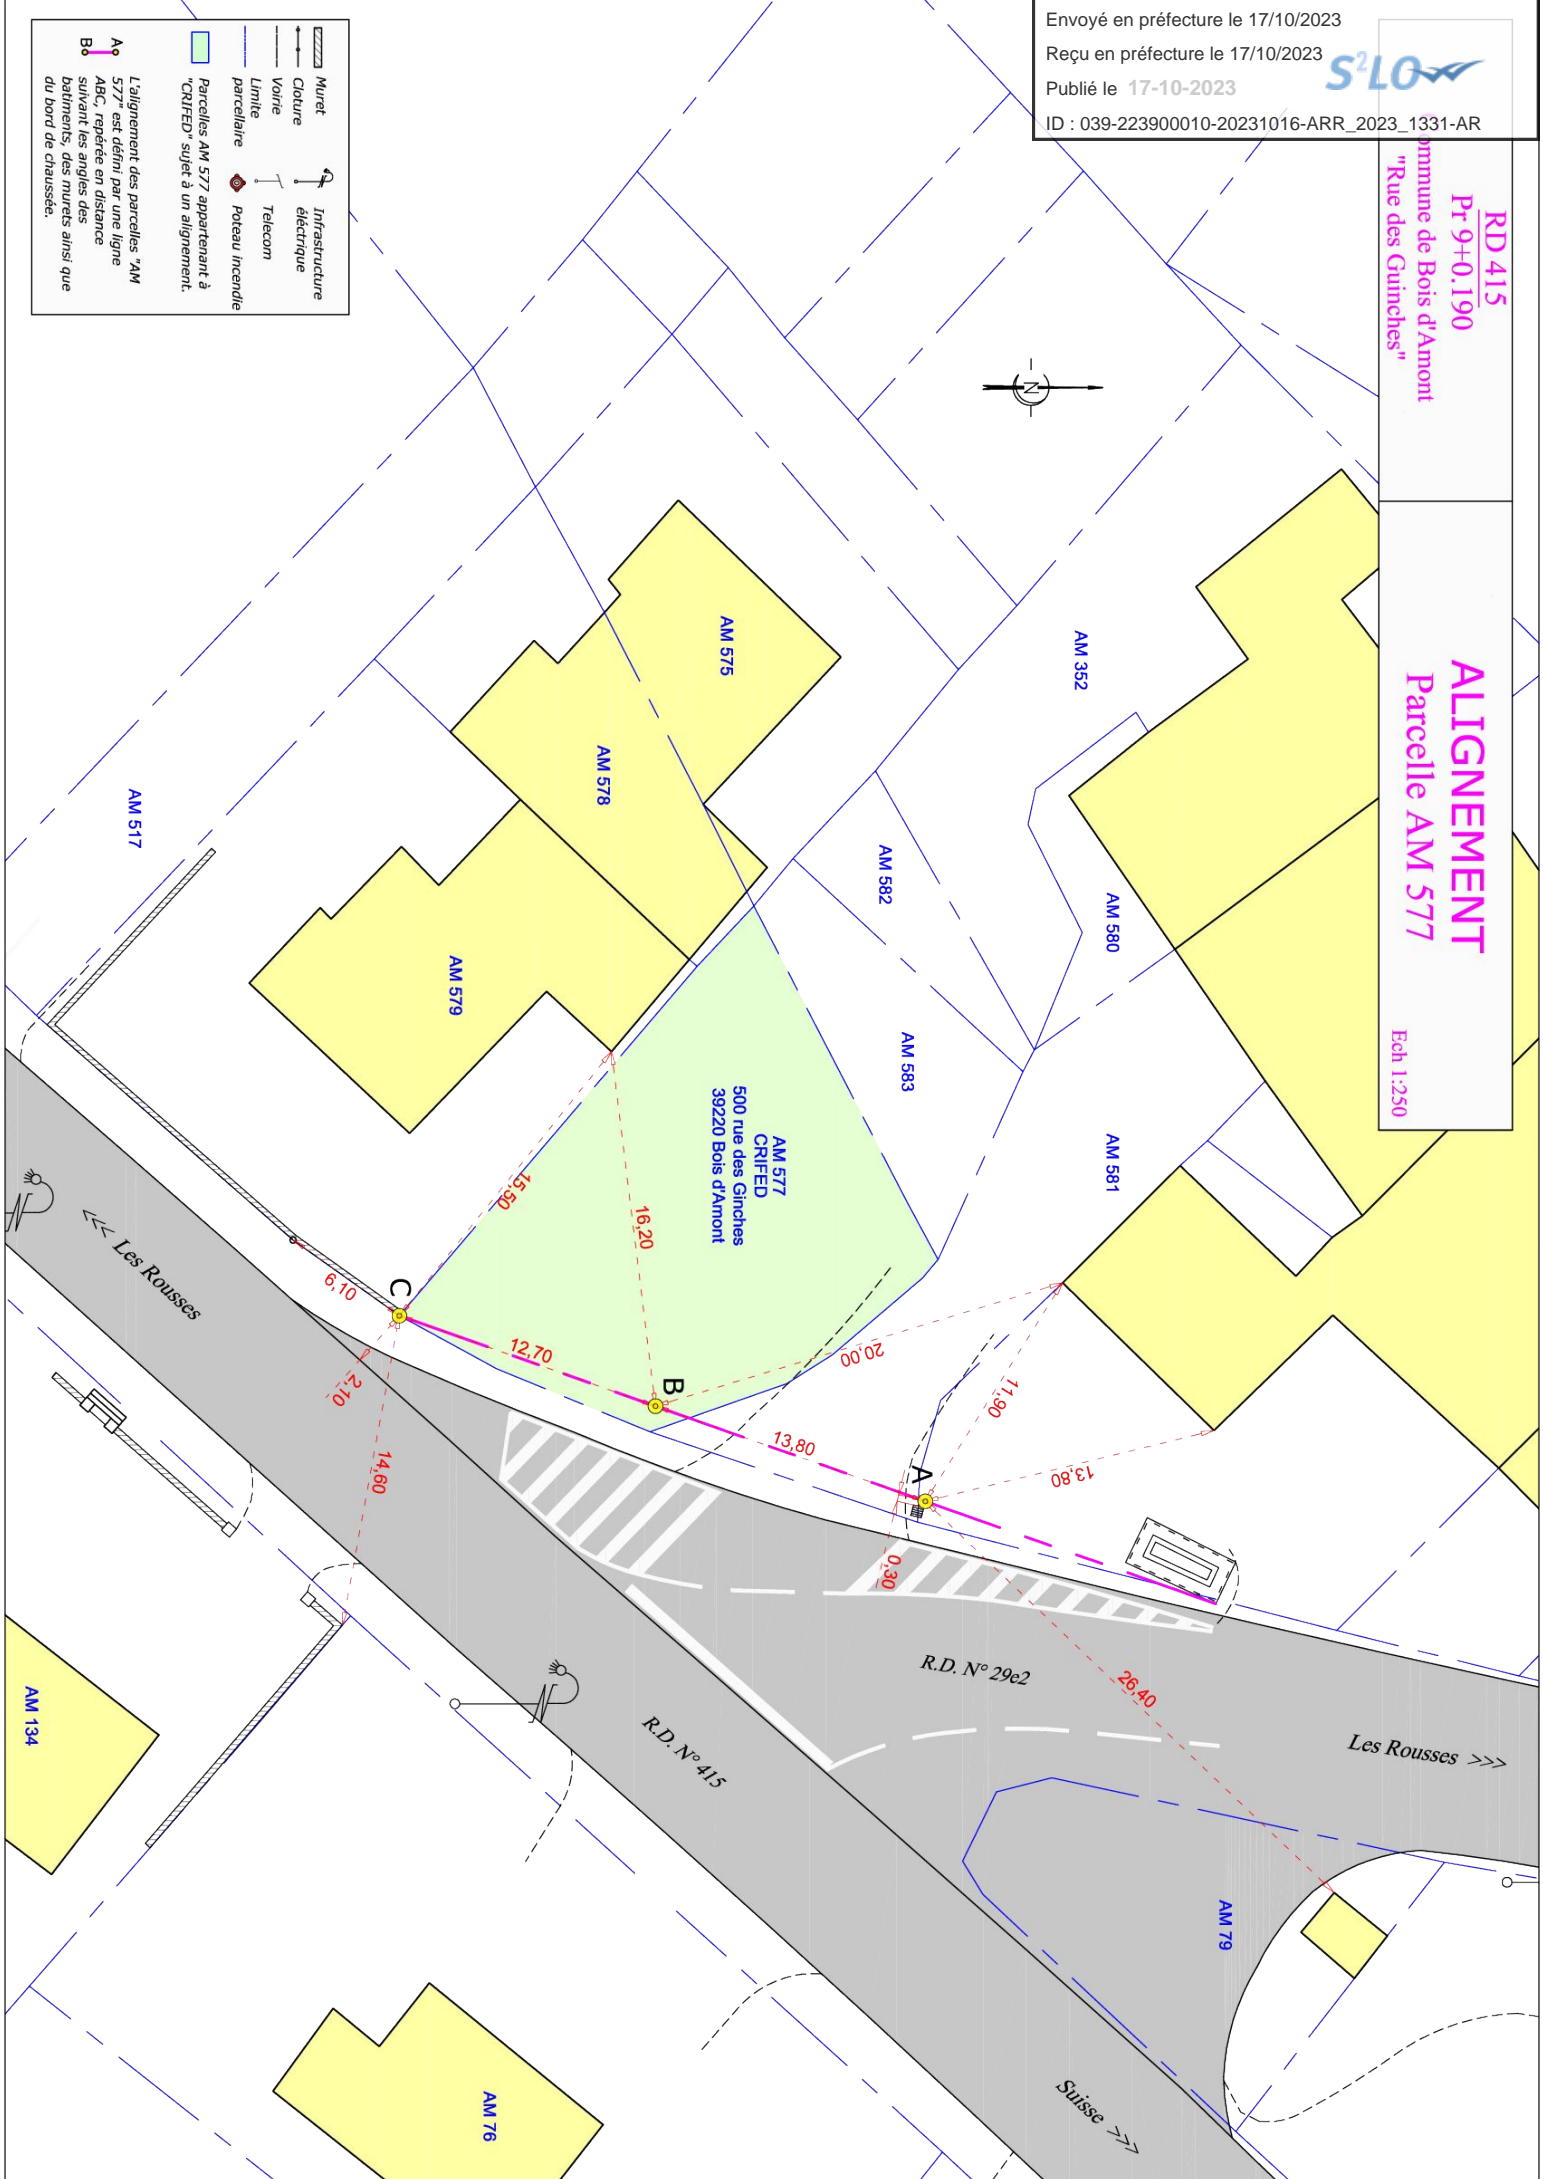 Envoyé en préfecture le 17/10/2023
Reçu en préfecture le 17/10/2023
Publié le 17-10-2023
S²LO
ID : 039-223900010-20231016-ARR_2023_1331-AR
RD 415
Pr 9+0.190
Commune de Bois d'Amont
"Rue des Guinches"
ALIGNEMENT
Parcelle AM 577
Ech 1:250
Muret
Cloture
Voirie
Limite
parcellaire
Infrastructure
éléctrique
Telecom
Poteau incendie
Parcelles AM 577 appartenant à
"CRIFED" sujet à un alignement.
A
B
L'alignement des parcelles "AM
577" est défini par une ligne
ABC, repérée en distance
suivant les angles des
batiments, des murets ainsi que
du bord de chaussée.
N
AM 352
AM 575
AM 578
AM 582
AM 580
AM 517
AM 579
AM 583
AM 581
AM 577
CRIFED
500 rue des Ginches
39220 Bois d'Amont
15,50
16,20
20,00
11,90
13,80
6,10
C
12,70
B
13,80
A
2,10
14,60
0,30
26,40
<<< Les Rousses
R.D. N° 29e2
R.D. N° 415
Les Rousses >>>
Suisse >>>
AM 134
AM 79
AM 76